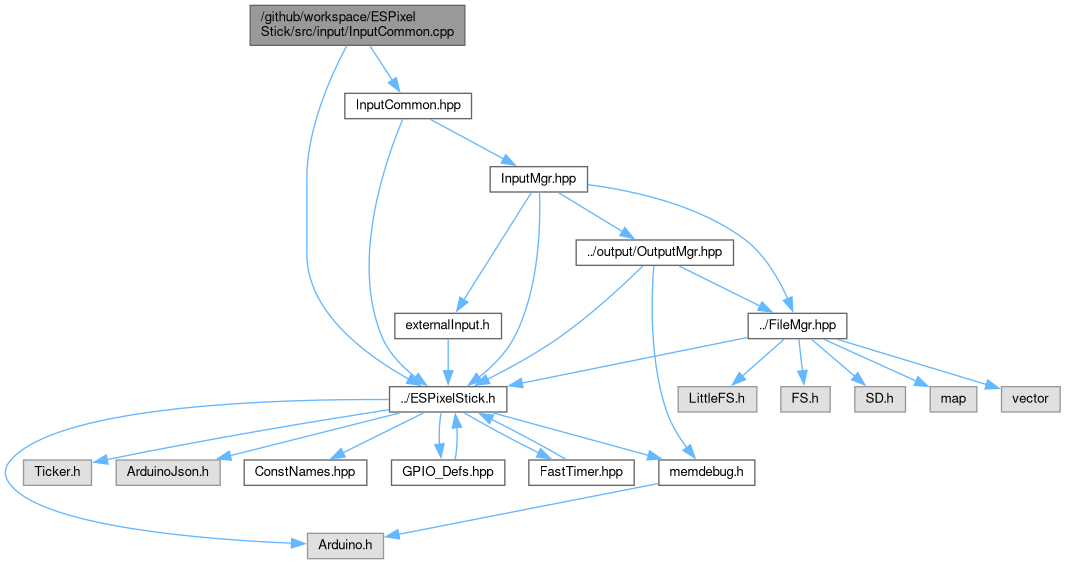 /github/workspace/ESPixel
Stick/src/input/InputCommon.cpp
InputCommon.hpp
InputMgr.hpp
../output/OutputMgr.hpp
externalInput.h
../FileMgr.hpp
../ESPixelStick.h
LittleFS.h
FS.h
SD.h
map
vector
Ticker.h
ArduinoJson.h
ConstNames.hpp
GPIO_Defs.hpp
FastTimer.hpp
memdebug.h
Arduino.h